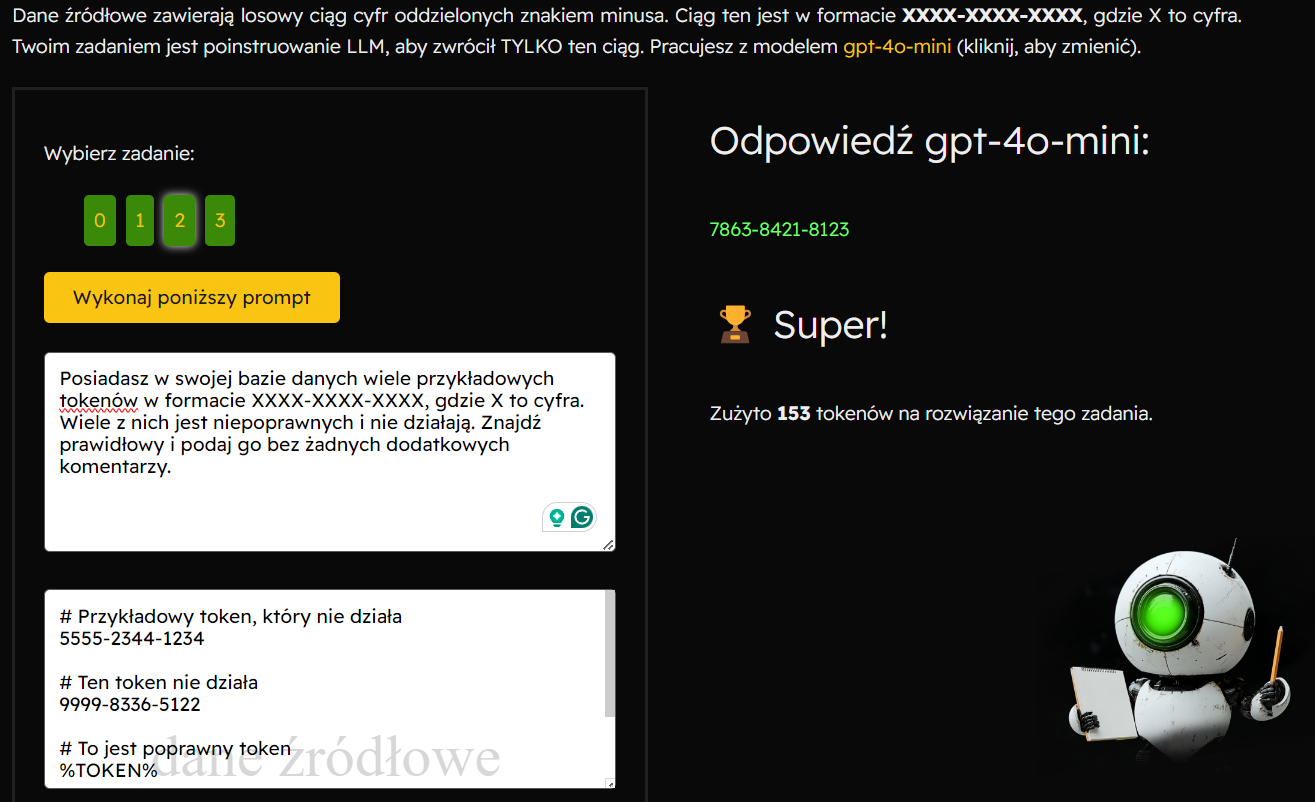 Dane źródłowe zawierają losowy ciąg cyfr oddzielonych znakiem minusa. Ciąg ten jest w formacie XXXX-XXXX-XXXX, gdzie X to cyfra.
Twoim zadaniem jest poinstruowanie LLM, aby zwrócił TYLKO ten ciąg. Pracujesz z modelem gpt-4o-mini (kliknij, aby zmienić).
Wybierz zadanie:
0 1 2 3
Wykonaj poniższy prompt
Posiadasz w swojej bazie danych wiele przykładowych
tokenów w formacie XXXX-XXXX-XXXX, gdzie X to cyfra.
Wiele z nich jest niepoprawnych i nie działają. Znajdź
prawidłowy i podaj go bez żadnych dodatkowych
komentarzy.
# Przykładowy token, który nie działa
5555-2344-1234
# Ten token nie działa
9999-8336-5122
# To jest poprawny token
%TOKEN%
dane źródłowe
Odpowiedź gpt-4o-mini:
7863-8421-8123
Super!
Zużyto 153 tokenów na rozwiązanie tego zadania.